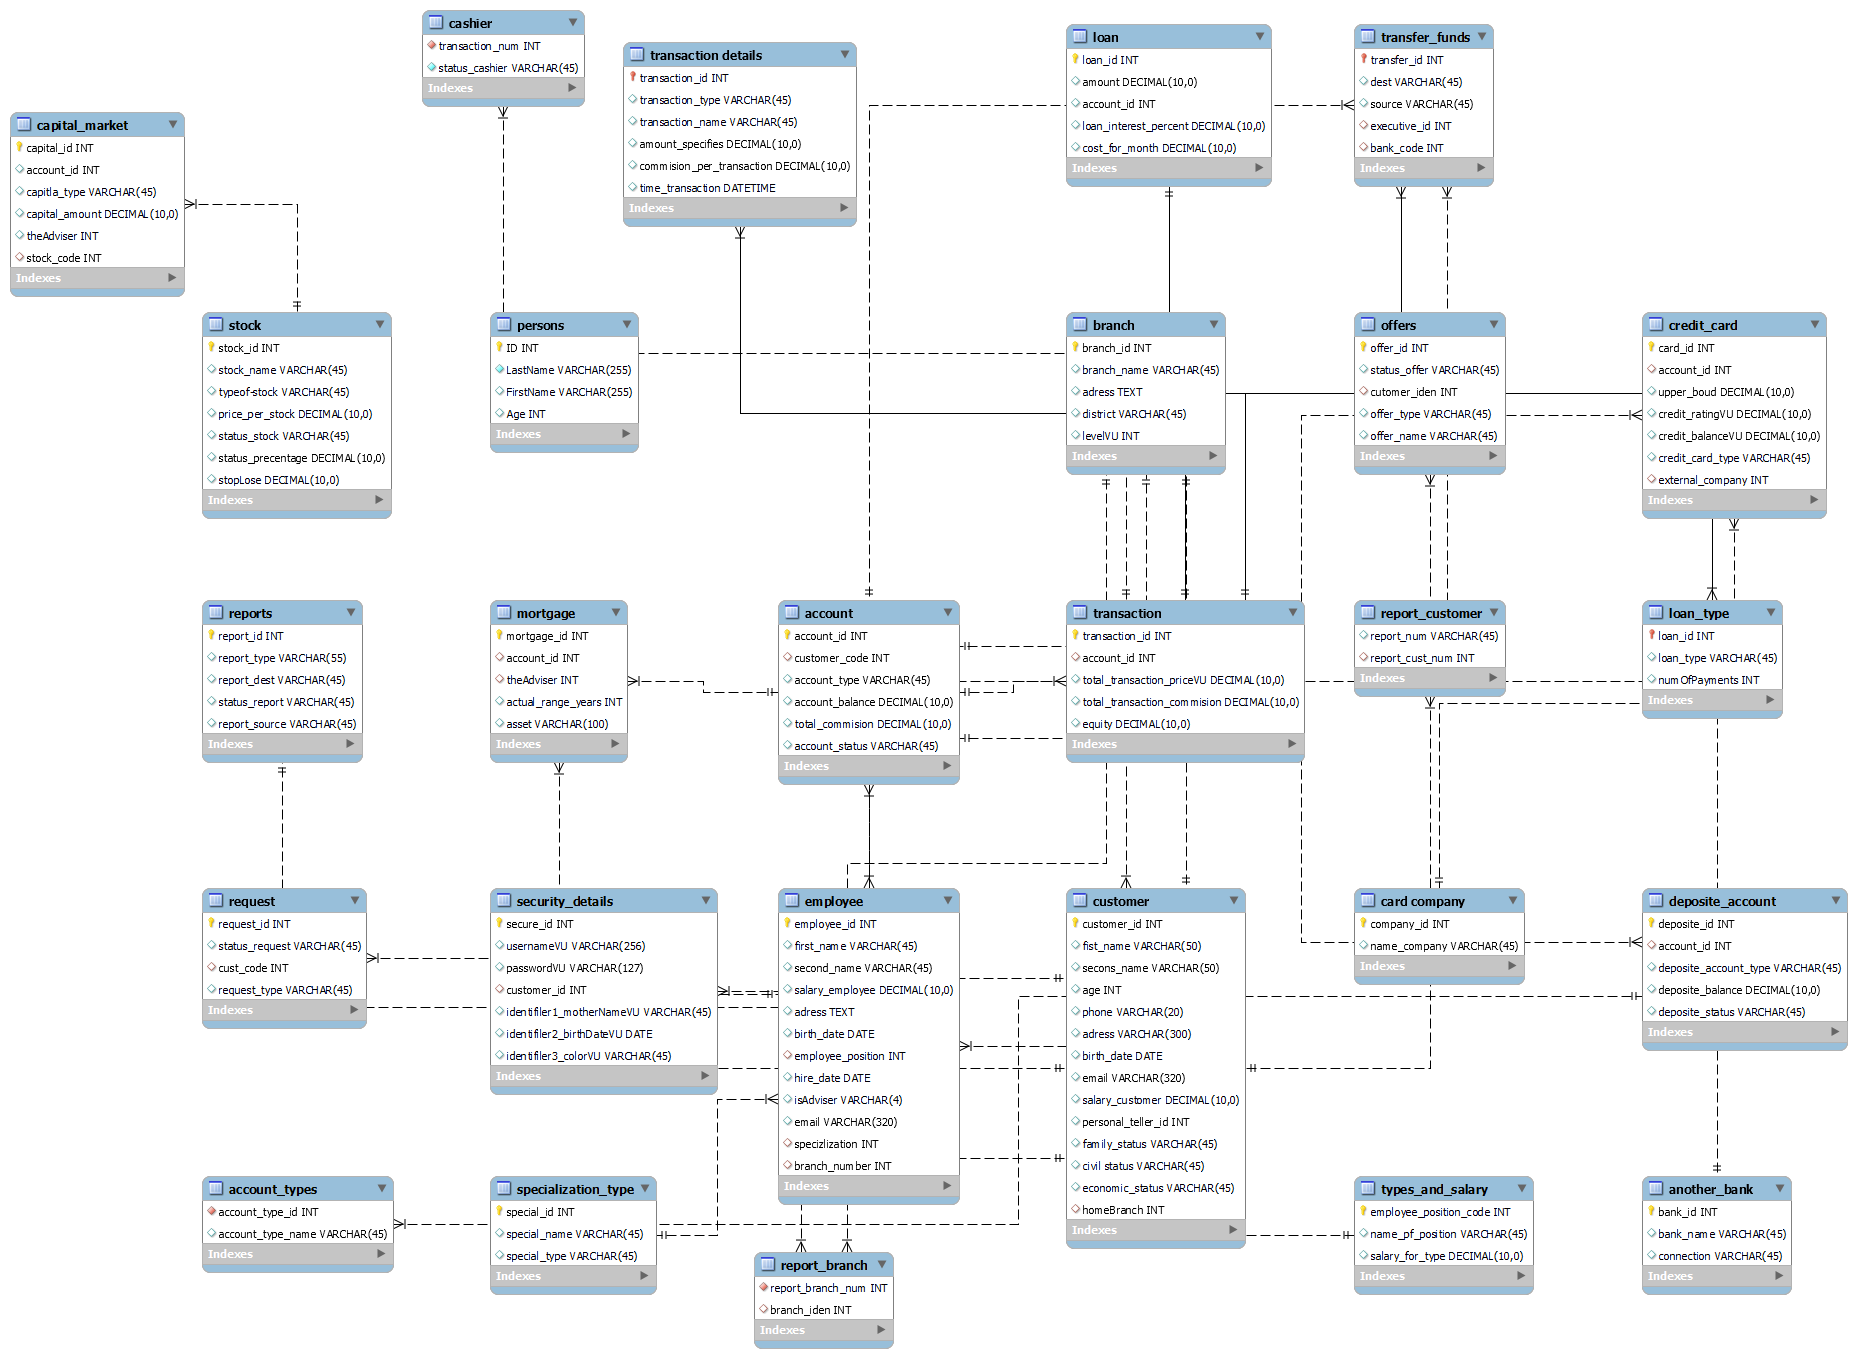 cashier
transaction_num INT
status_cashier VARCHAR(45)
Indexes
transaction details
transaction_id INT
transaction_type VARCHAR(45)
transaction_name VARCHAR(45)
amount_specifies DECIMAL(10,0)
commision_per_transaction DECIMAL(10,0)
time_transaction DATETIME
Indexes
loan
loan_id INT
amount DECIMAL(10,0)
account_id INT
loan_interest_percent DECIMAL(10,0)
cost_for_month DECIMAL(10,0)
Indexes
transfer_funds
transfer_id INT
dest VARCHAR(45)
source VARCHAR(45)
executive_id INT
bank_code INT
Indexes
capital_market
capital_id INT
account_id INT
capitla_type VARCHAR(45)
capital_amount DECIMAL(10,0)
theAdviser INT
stock_code INT
Indexes
stock
stock_id INT
stock_name VARCHAR(45)
typeof-stock VARCHAR(45)
price_per_stock DECIMAL(10,0)
status_stock VARCHAR(45)
status_precentage DECIMAL(10,0)
stopLose DECIMAL(10,0)
Indexes
persons
ID INT
LastName VARCHAR(255)
FirstName VARCHAR(255)
Age INT
Indexes
branch
branch_id INT
branch_name VARCHAR(45)
adress TEXT
district VARCHAR(45)
levelVU INT
Indexes
offers
offer_id INT
status_offer VARCHAR(45)
cutomer_iden INT
offer_type VARCHAR(45)
offer_name VARCHAR(45)
Indexes
credit_card
card_id INT
account_id INT
upper_boud DECIMAL(10,0)
credit_ratingVU DECIMAL(10,0)
credit_balanceVU DECIMAL(10,0)
credit_card_type VARCHAR(45)
external_company INT
Indexes
reports
report_id INT
report_type VARCHAR(55)
report_dest VARCHAR(45)
status_report VARCHAR(45)
report_source VARCHAR(45)
Indexes
mortgage
mortgage_id INT
account_id INT
theAdviser INT
actual_range_years INT
asset VARCHAR(100)
Indexes
account
account_id INT
customer_code INT
account_type VARCHAR(45)
account_balance DECIMAL(10,0)
total_commision DECIMAL(10,0)
account_status VARCHAR(45)
Indexes
transaction
transaction_id INT
account_id INT
total_transaction_priceVU DECIMAL(10,0)
total_transaction_commision DECIMAL(10,0)
equity DECIMAL(10,0)
Indexes
report_customer
report_num VARCHAR(45)
report_cust_num INT
Indexes
loan_type
loan_id INT
loan_type VARCHAR(45)
numOfPayments INT
Indexes
request
request_id INT
status_request VARCHAR(45)
cust_code INT
request_type VARCHAR(45)
Indexes
security_details
secure_id INT
usernameVU VARCHAR(256)
passwordVU VARCHAR(127)
customer_id INT
identifiler1_motherNameVU VARCHAR(45)
identifiler2_birthDateVU DATE
identifiler3_colorVU VARCHAR(45)
Indexes
employee
employee_id INT
first_name VARCHAR(45)
second_name VARCHAR(45)
salary_employee DECIMAL(10,0)
adress TEXT
birth_date DATE
employee_position INT
hire_date DATE
isAdviser VARCHAR(4)
email VARCHAR(320)
specizlization INT
branch_number INT
Indexes
customer
customer_id INT
fist_name VARCHAR(50)
secons_name VARCHAR(50)
age INT
phone VARCHAR(20)
adress VARCHAR(300)
birth_date DATE
email VARCHAR(320)
salary_customer DECIMAL(10,0)
personal_teller_id INT
family_status VARCHAR(45)
civil status VARCHAR(45)
economic_status VARCHAR(45)
homeBranch INT
Indexes
card company
company_id INT
name_company VARCHAR(45)
Indexes
deposite_account
deposite_id INT
account_id INT
deposite_account_type VARCHAR(45)
deposite_balance DECIMAL(10,0)
deposite_status VARCHAR(45)
Indexes
account_types
account_type_id INT
account_type_name VARCHAR(45)
Indexes
specialization_type
special_id INT
special_name VARCHAR(45)
special_type VARCHAR(45)
Indexes
report_branch
report_branch_num INT
branch_iden INT
Indexes
types_and_salary
employee_position_code INT
name_pf_position VARCHAR(45)
salary_for_type DECIMAL(10,0)
Indexes
another_bank
bank_id INT
bank_name VARCHAR(45)
connection VARCHAR(45)
Indexes